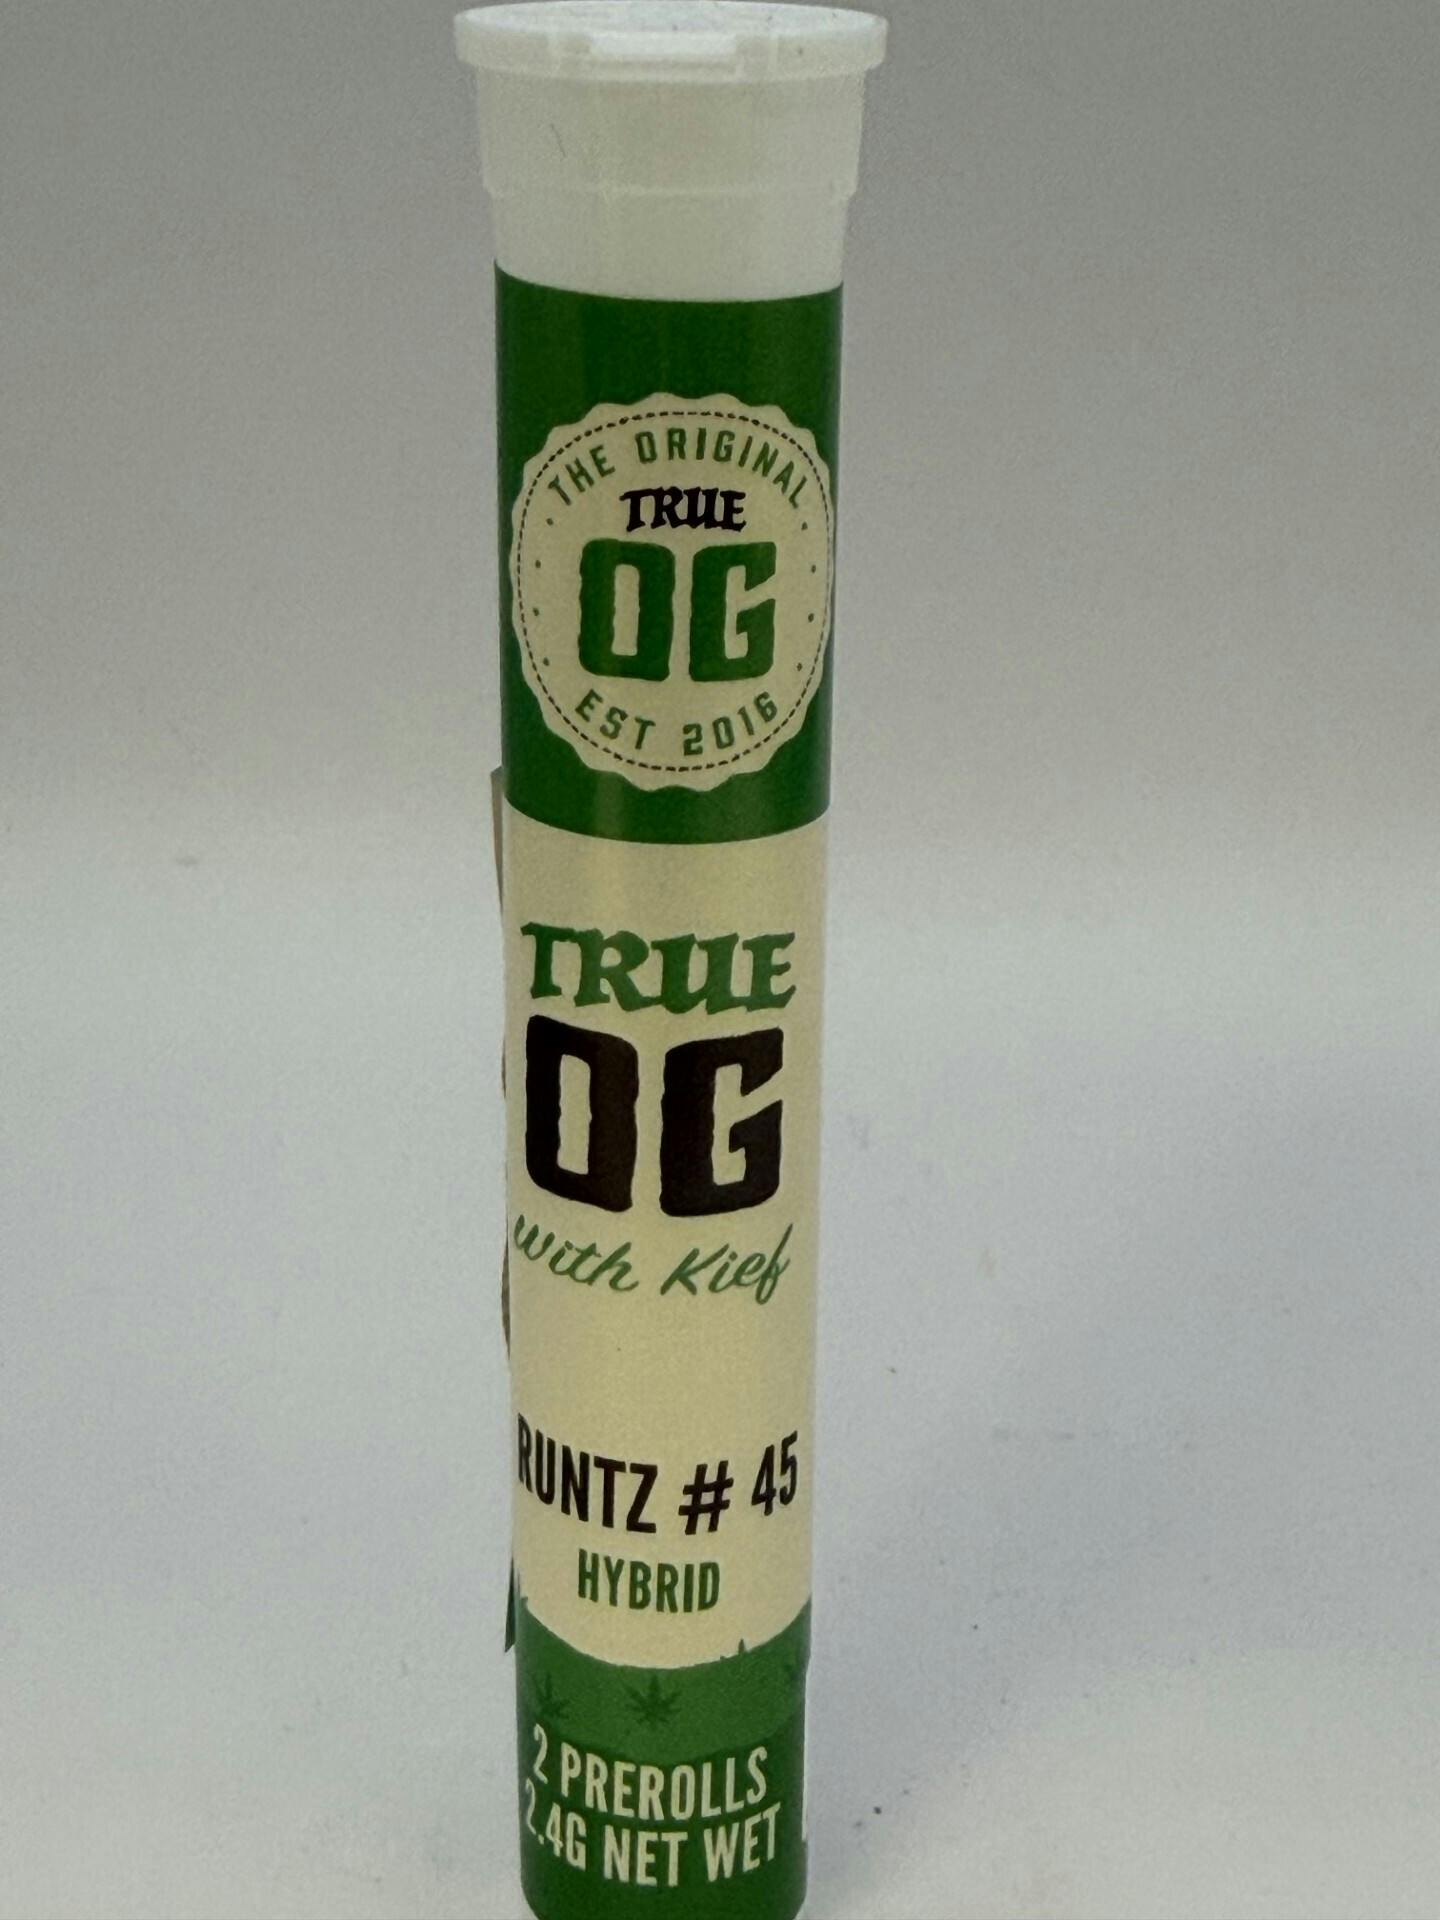 THE ORIGINAL
TRUE
OG
EST 2016
TRUE
OG
with Kief
RUNTZ # 45
HYBRID
2 PREROLLS
2.4G NET WET